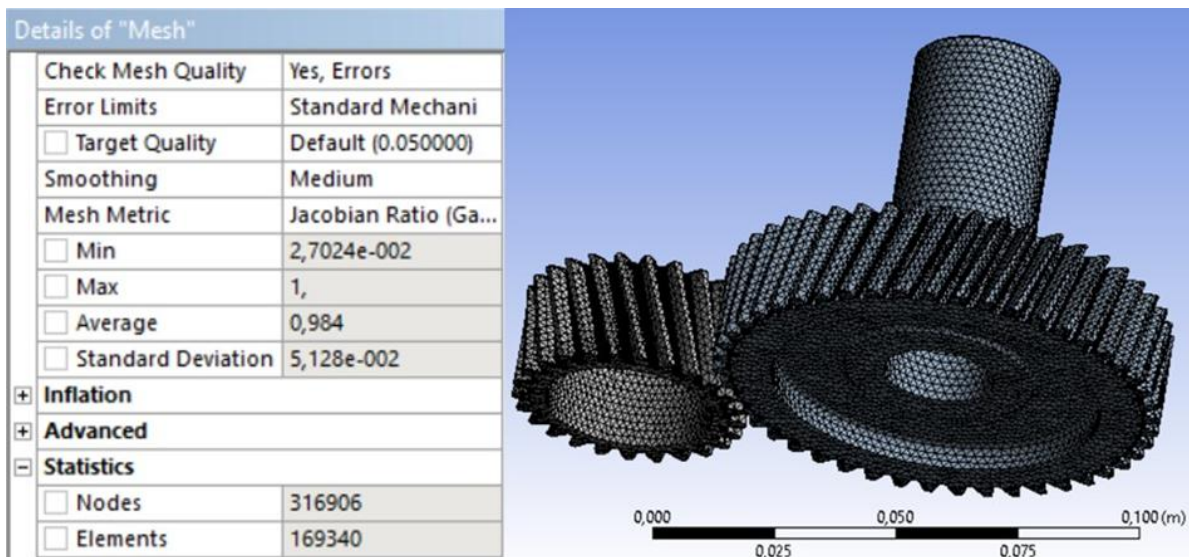 Details of "Mesh"
Check Mesh Quality Yes, Errors
Error Limits Standard Mechani
Target Quality Default (0.050000)
Smoothing Medium
Mesh Metric Jacobian Ratio (Ga...
Min 2,7024e-002
Max 1,
Average 0,984
Standard Deviation 5,128e-002
Inflation
Advanced
Statistics
Nodes 316906
Elements 169340
0,000 0,050 0,100 (m)
0.025 0.075